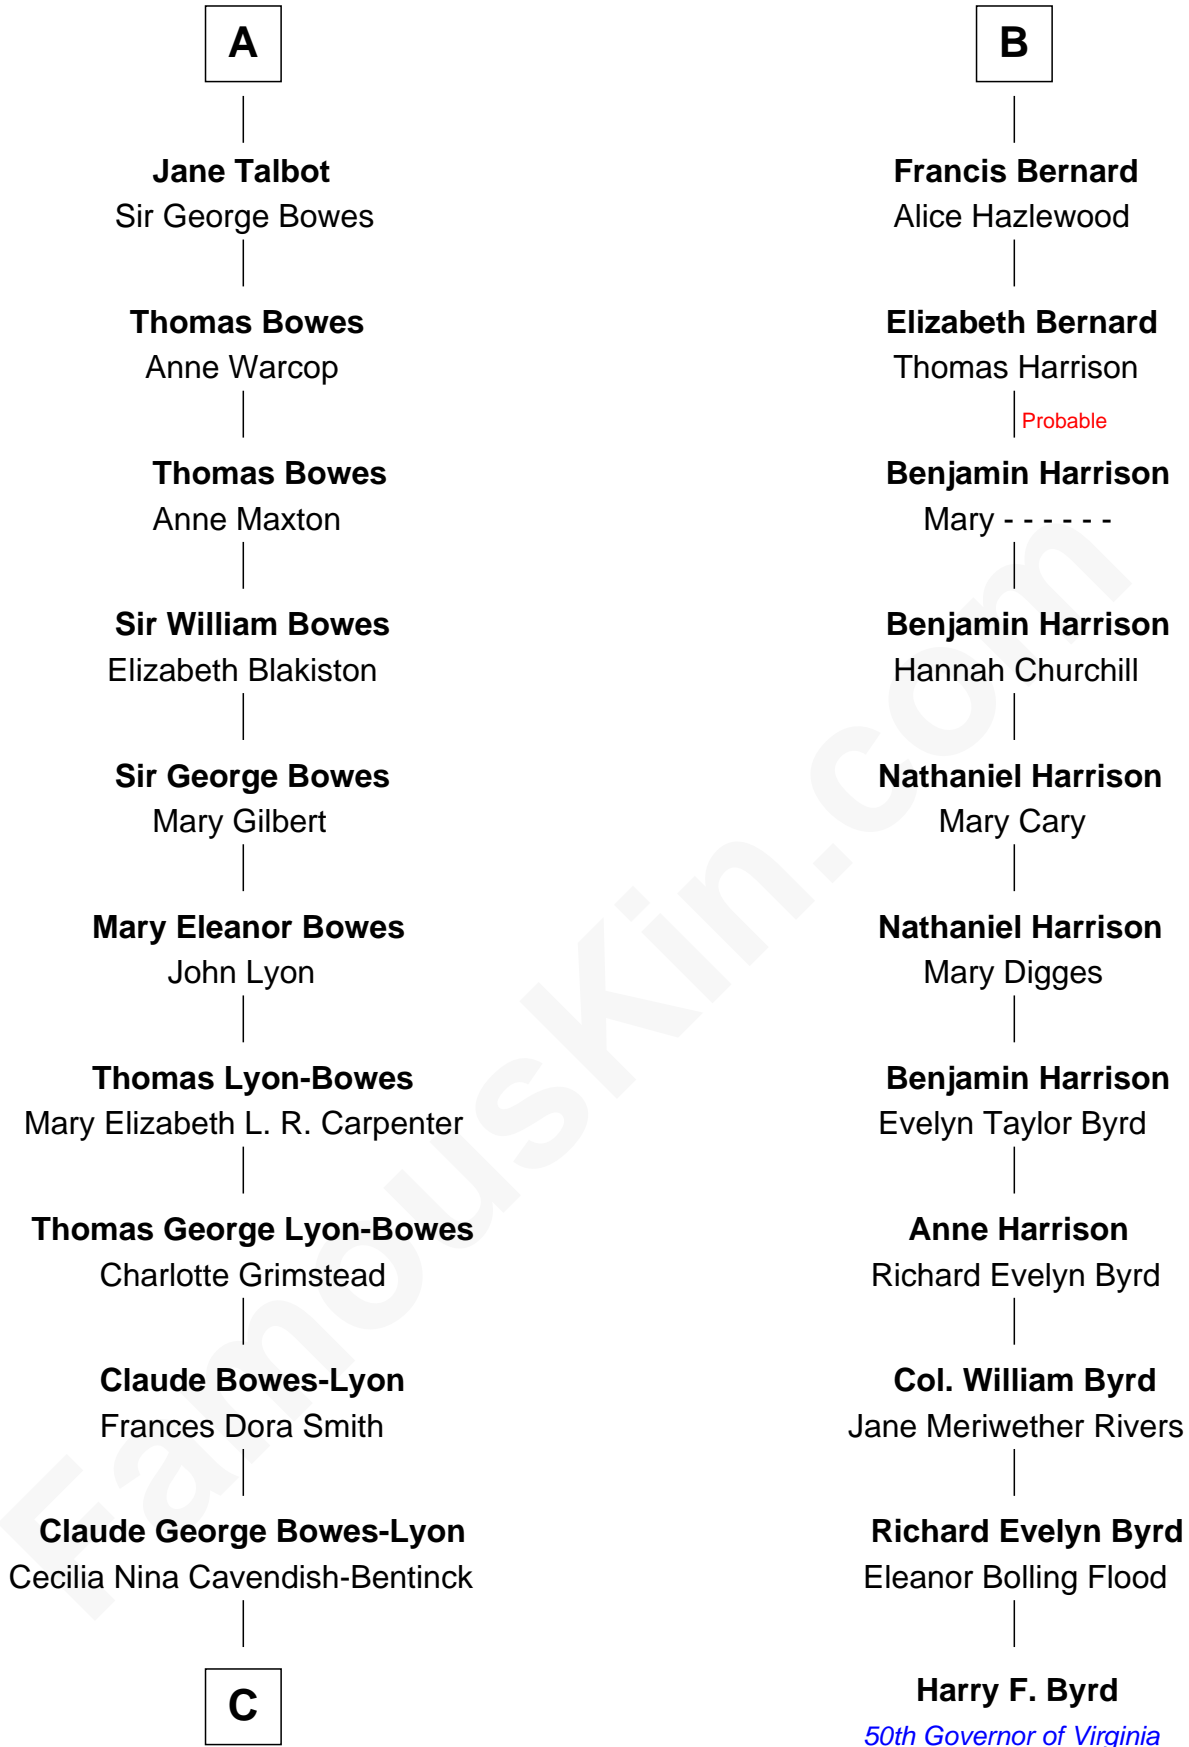 A
Jane Talbot
Sir George Bowes
Thomas Bowes
Anne Warcop
Thomas Bowes
Anne Maxton
Sir William Bowes
Elizabeth Blakiston
Sir George Bowes
Mary Gilbert
Mary Eleanor Bowes
John Lyon
Thomas Lyon-Bowes
Mary Elizabeth L. R. Carpenter
Thomas George Lyon-Bowes
Charlotte Grimstead
Claude Bowes-Lyon
Frances Dora Smith
Claude George Bowes-Lyon
Cecilia Nina Cavendish-Bentinck
C
B
Francis Bernard
Alice Hazlewood
Elizabeth Bernard
Thomas Harrison
Probable
Benjamin Harrison
Mary - - - - - -
Benjamin Harrison
Hannah Churchill
Nathaniel Harrison
Mary Cary
Nathaniel Harrison
Mary Digges
Benjamin Harrison
Evelyn Taylor Byrd
Anne Harrison
Richard Evelyn Byrd
Col. William Byrd
Jane Meriwether Rivers
Richard Evelyn Byrd
Eleanor Bolling Flood
Harry F. Byrd
50th Governor of Virginia
FamousKin.com